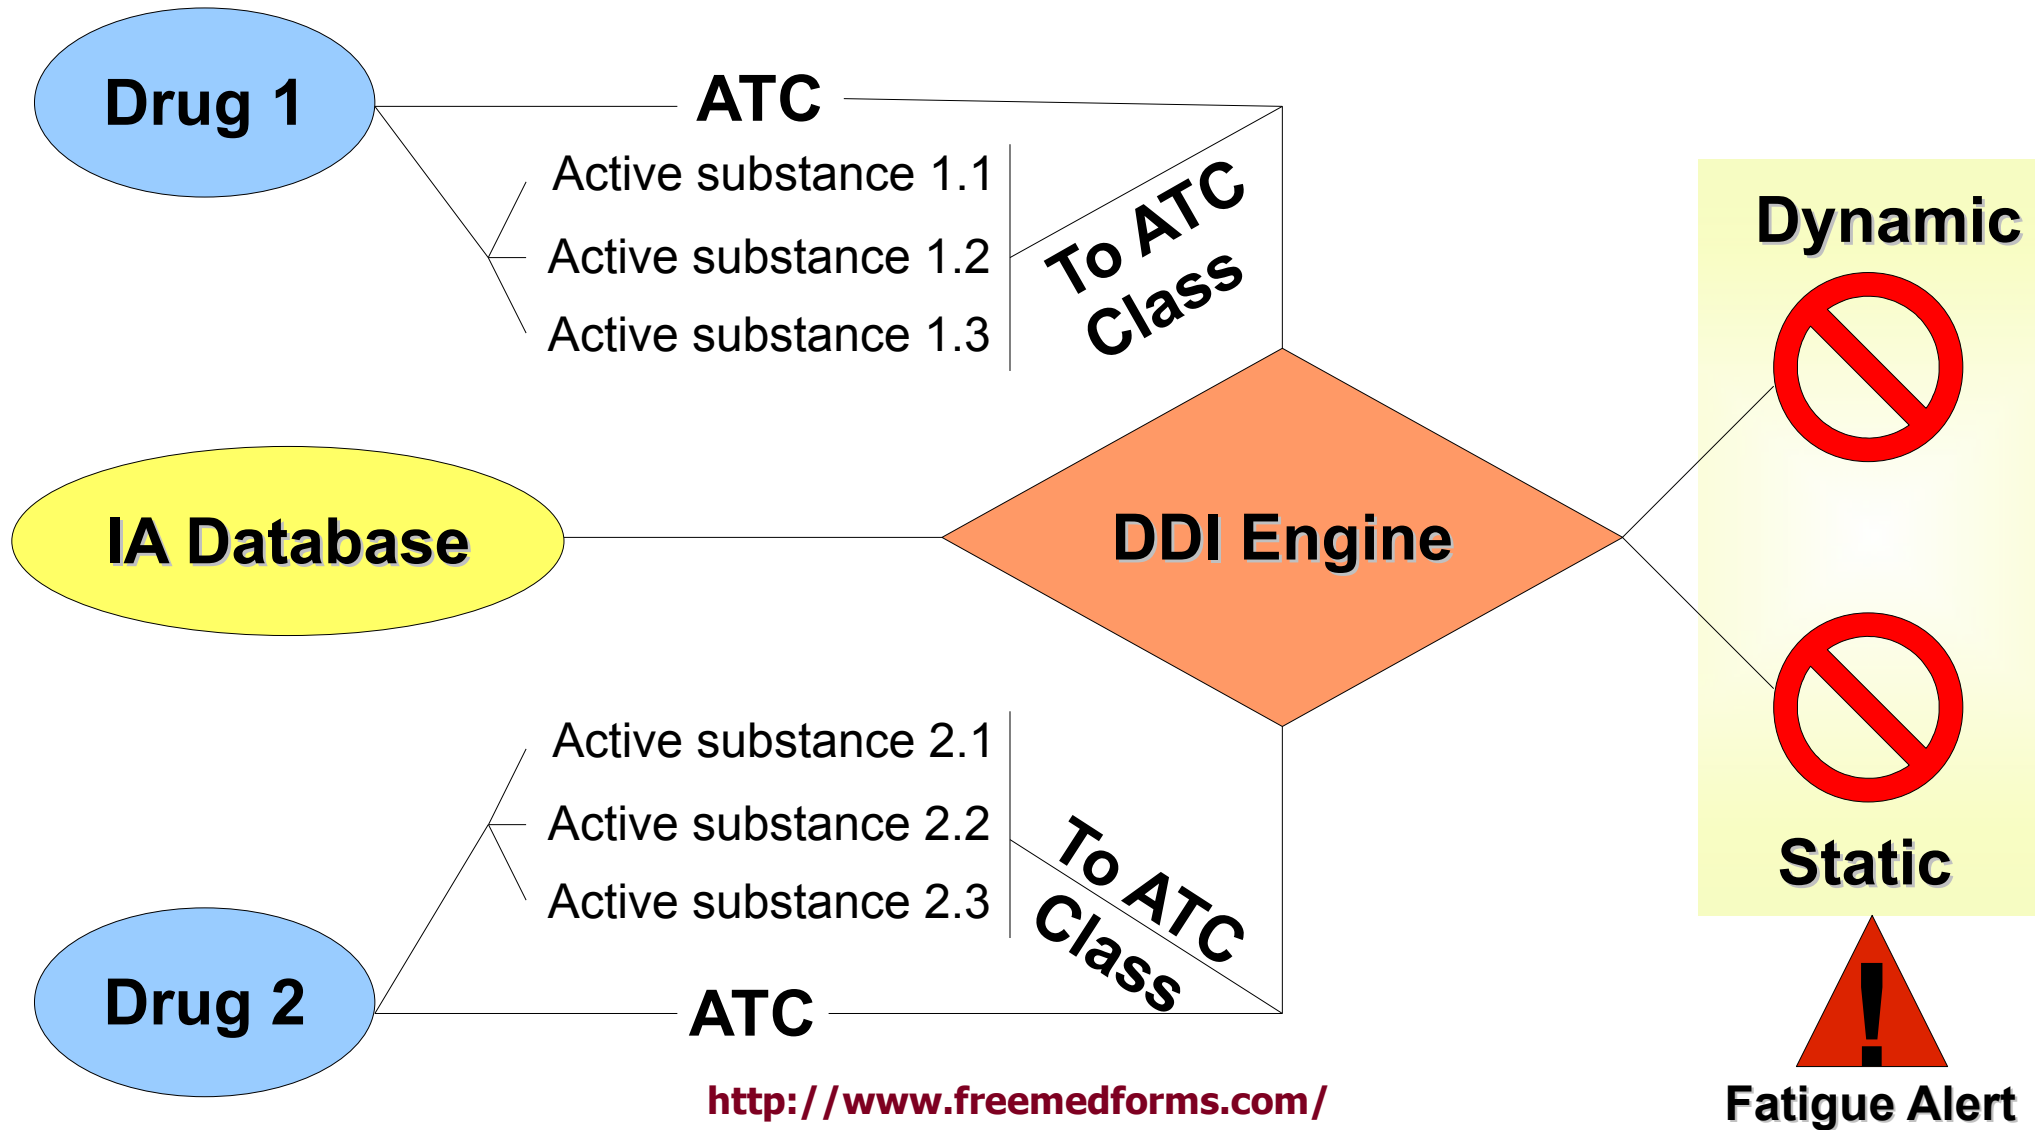 Drug 1
ATC
Active substance 1.1
Active substance 1.2
Active substance 1.3
To ATC
Class
Dynamic
IA Database
DDI Engine
Active substance 2.1
Active substance 2.2
Active substance 2.3
To ATC
Class
Static
Drug 2
ATC
!
Fatigue Alert
http://www.freemedforms.com/